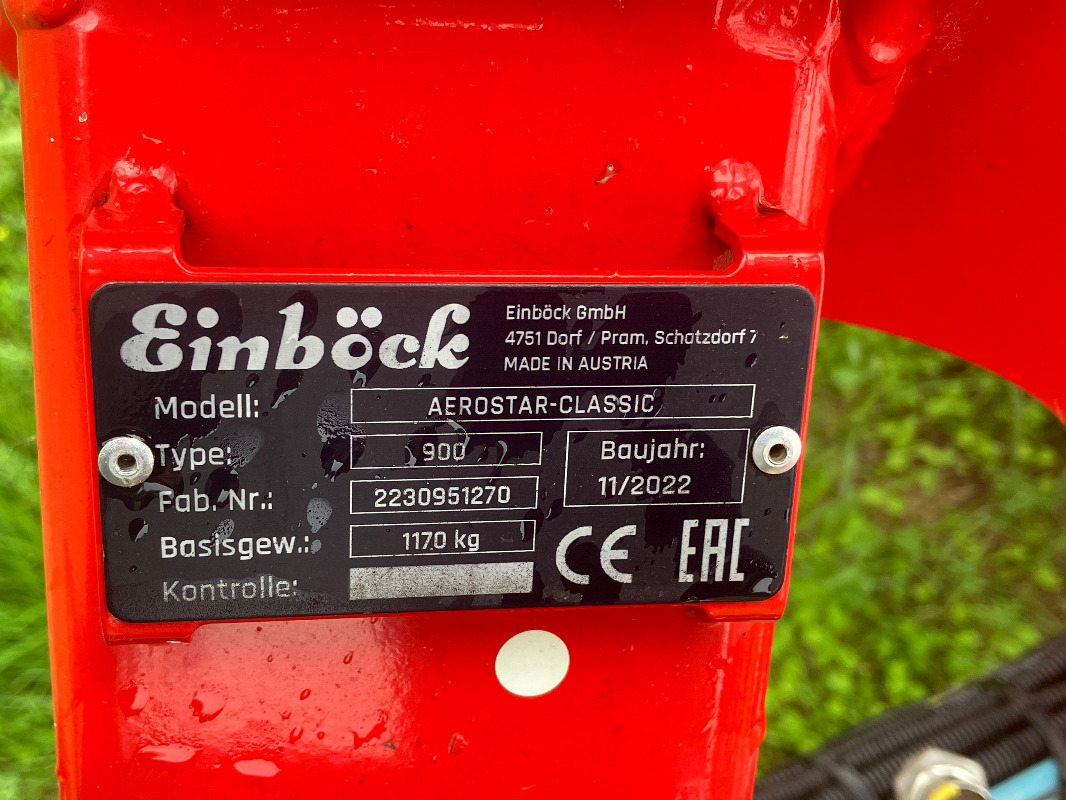 Einböck
Einböck GmbH
4751 Dorf / Pram, Schatzdorf 7
MADE IN AUSTRIA
Modell: AEROSTAR-CLASSIC
Type: 900
Baujahr:
11/2022
Fab. Nr.: 2230951270
Basisgew.: 1170 kg
CE EAC
Kontrolle: